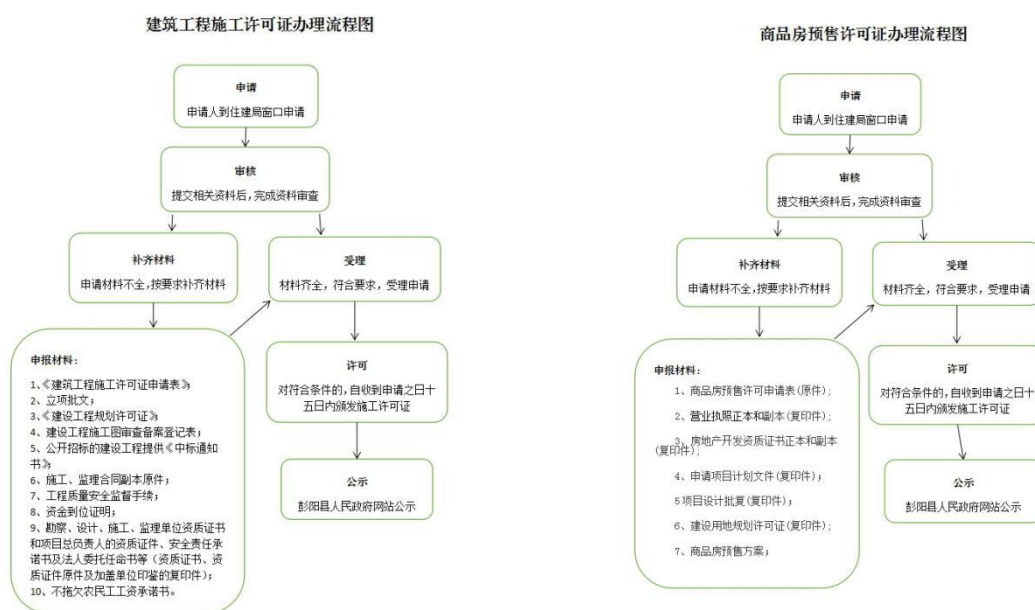 建筑工程施工许可证办理流程图
申请
申请人到住建局窗口申请
审核
提交相关资料后，完成资料审查
补齐材料
申请材料不全，按要求补齐材料
受理
材料齐全，符合要求，受理申请
申报材料：
1、《建筑工程施工许可证申请表》；
2、立项批文；
3、《建设工程规划许可证》；
4、建设工程施工图审查备案登记表；
5、公开招标的建设工程提供《中标通知
书》；
6、施工、监理合同副本原件；
7、工程质量安全监督手续；
8、资金到位证明；
9、勘察、设计、施工、监理单位资质证书
和项目总负责人的资质证件、安全责任承
诺书及法人委托任命书等（资质证书、资
质证件原件及加盖单位印鉴的复印件）；
10、不拖欠农民工工资承诺书。
许可
对符合条件的，自收到申请之日十
五日内颁发施工许可证
公示
彭阳县人民政府网站公示
商品房预售许可证办理流程图
申请
申请人到住建局窗口申请
审核
提交相关资料后，完成资料审查
补齐材料
申请材料不全，按要求补齐材料
受理
材料齐全，符合要求，受理申请
申报材料：
1、商品房预售许可申请表(原件)；
2、营业执照正本和副本(复印件)；
3、房地产开发资质证书正本和副本
(复印件)；
4、申请项目计划文件(复印件)；
5项目设计批复(复印件)；
6、建设用地规划许可证(复印件)；
7、商品房预售方案；
许可
对符合条件的，自收到申请之日十
五日内颁发施工许可证
公示
彭阳县人民政府网站公示